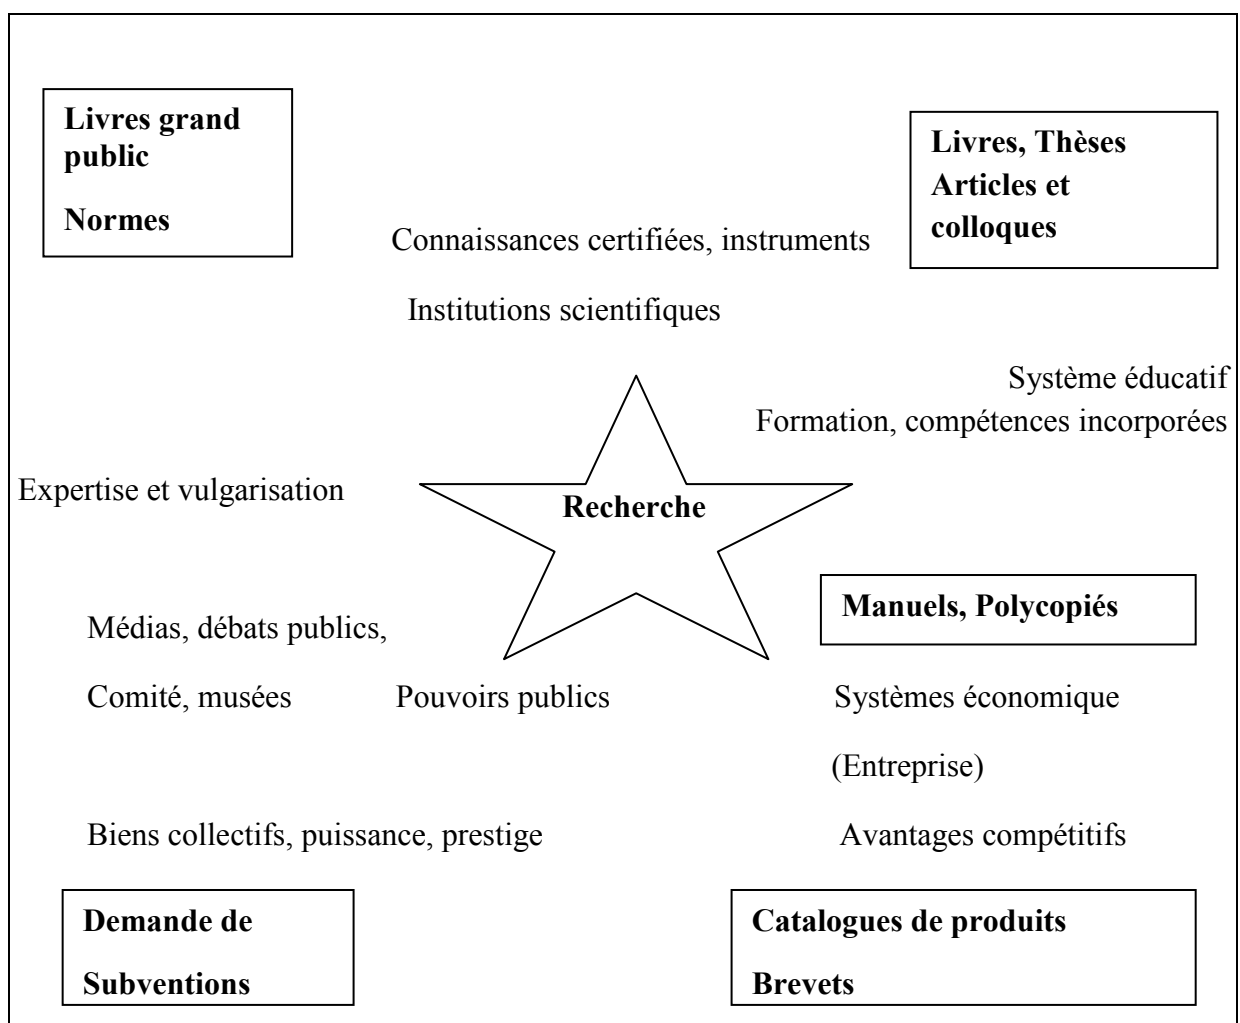 Livres grand
public
Normes
Livres, Thèses
Articles et
colloques
Connaissances certifiées, instruments
Institutions scientifiques
Système éducatif
Formation, compétences incorporées
Expertise et vulgarisation
Recherche
Manuels, Polycopiés
Médias, débats publics,
Comité, musées
Pouvoirs publics
Systèmes économique
(Entreprise)
Biens collectifs, puissance, prestige
Avantages compétitifs
Demande de
Subventions
Catalogues de produits
Brevets